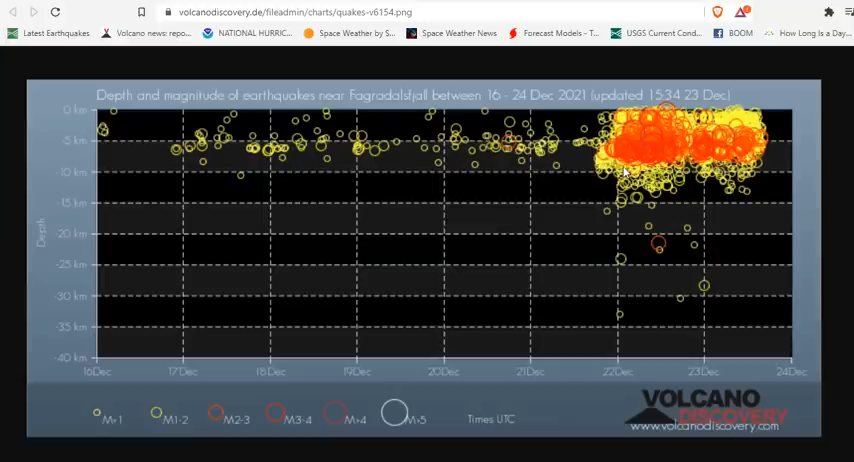 volcanodiscovery.de/fileadmin/charts/quakes-v6154.png
Latest Earthquakes
Volcano news: repo...
NATIONAL HURRIC...
Space Weather by S...
Space Weather News
Forecast Models - T...
USGS Current Cond...
BOOM
How Long Is a Day...
Depth and magnitude of earthquakes near Fagradalsfjall between 16 - 24 Dec 2021 (updated 15:34 23 Dec)
0 km
-5 km
-10 km
-15 km
-20 km
-25 km
-30 km
-35 km
-40 km
Depth
16Dec 17Dec 18Dec 19Dec 20Dec 21Dec 22Dec 23Dec 24Dec
M<1 M1-2 M2-3 M3-4 M>4 M>5 Times UTC
VOLCANO
DISCOVERY
www.volcanodiscovery.com